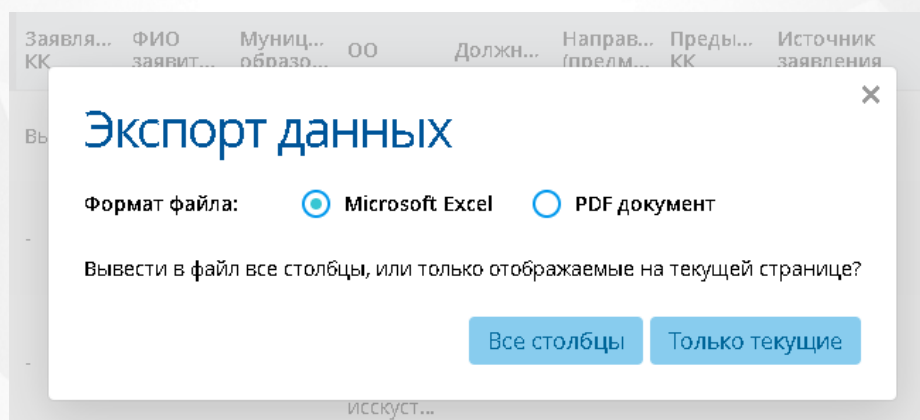 Заявля... ФИО Муниц... ОО Должн... Направ... Преды... Источник
КК заявит... образо... (предм... КК заявления
Вы
Экспорт данных
Формат файла: Microsoft Excel PDF документ
-
Вывести в файл все столбцы, или только отображаемые на текущей странице?
Все столбцы Только текущие
-
исскуст...